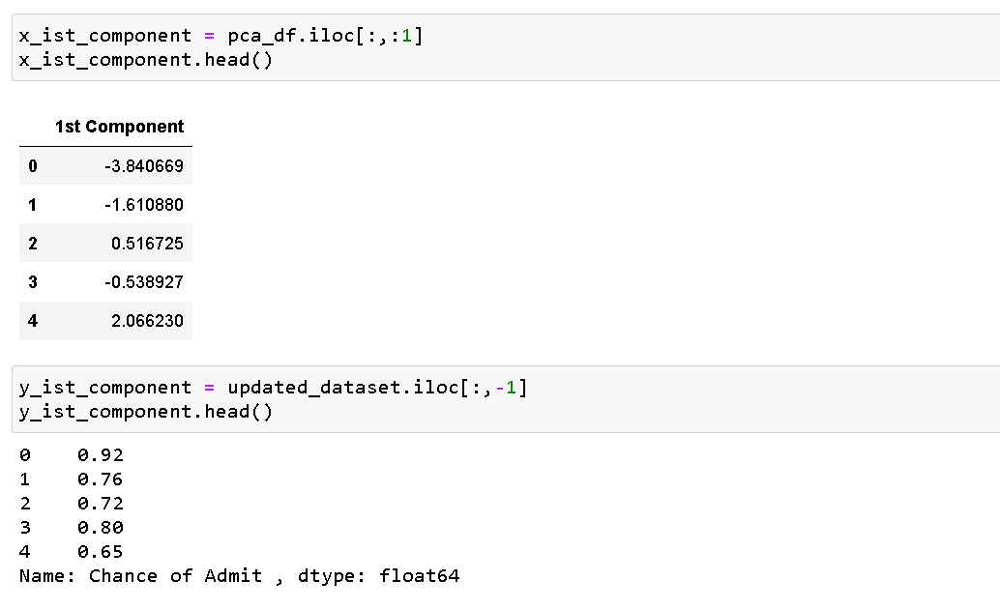 x_ist_component = pca_df.iloc[:,:1]
x_ist_component.head()
1st Component
0 -3.840669
1 -1.610880
2 0.516725
3 -0.538927
4 2.066230
y_ist_component = updated_dataset.iloc[:,-1]
y_ist_component.head()
0    0.92
1    0.76
2    0.72
3    0.80
4    0.65
Name: Chance of Admit , dtype: float64